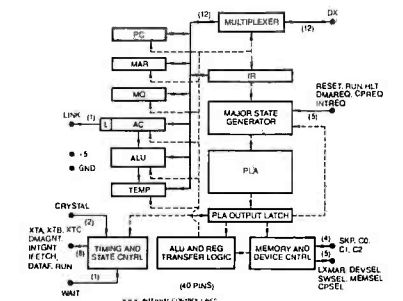 (12)
MULTIPLEXER
DX
(12)
PC
MAR
IR
MQ
RESET, RUN, HLT
DMAREQ, CPREQ
INTREQ
LINK
(1)
L
AC
MAJOR STATE
GENERATOR
(5)
+5
GND
ALU
PLA
TEMP
CRYSTAL
PLA OUTPUT LATCH
(2)
XTA, XTB, XTC
DMAGNT,
INTGNT
IFETCH,
DATAF, RUN
(8)
TIMING AND
STATE CNTRL
ALU AND REG
TRANSFER LOGIC
MEMORY AND
DEVICE CNTRL
(4)
SKP, C0,
C1, C2
(5)
LXMAR, DEVSEL
SWSEL, MEMSEL
CPSEL
WAIT
(1)
(40 PINS)